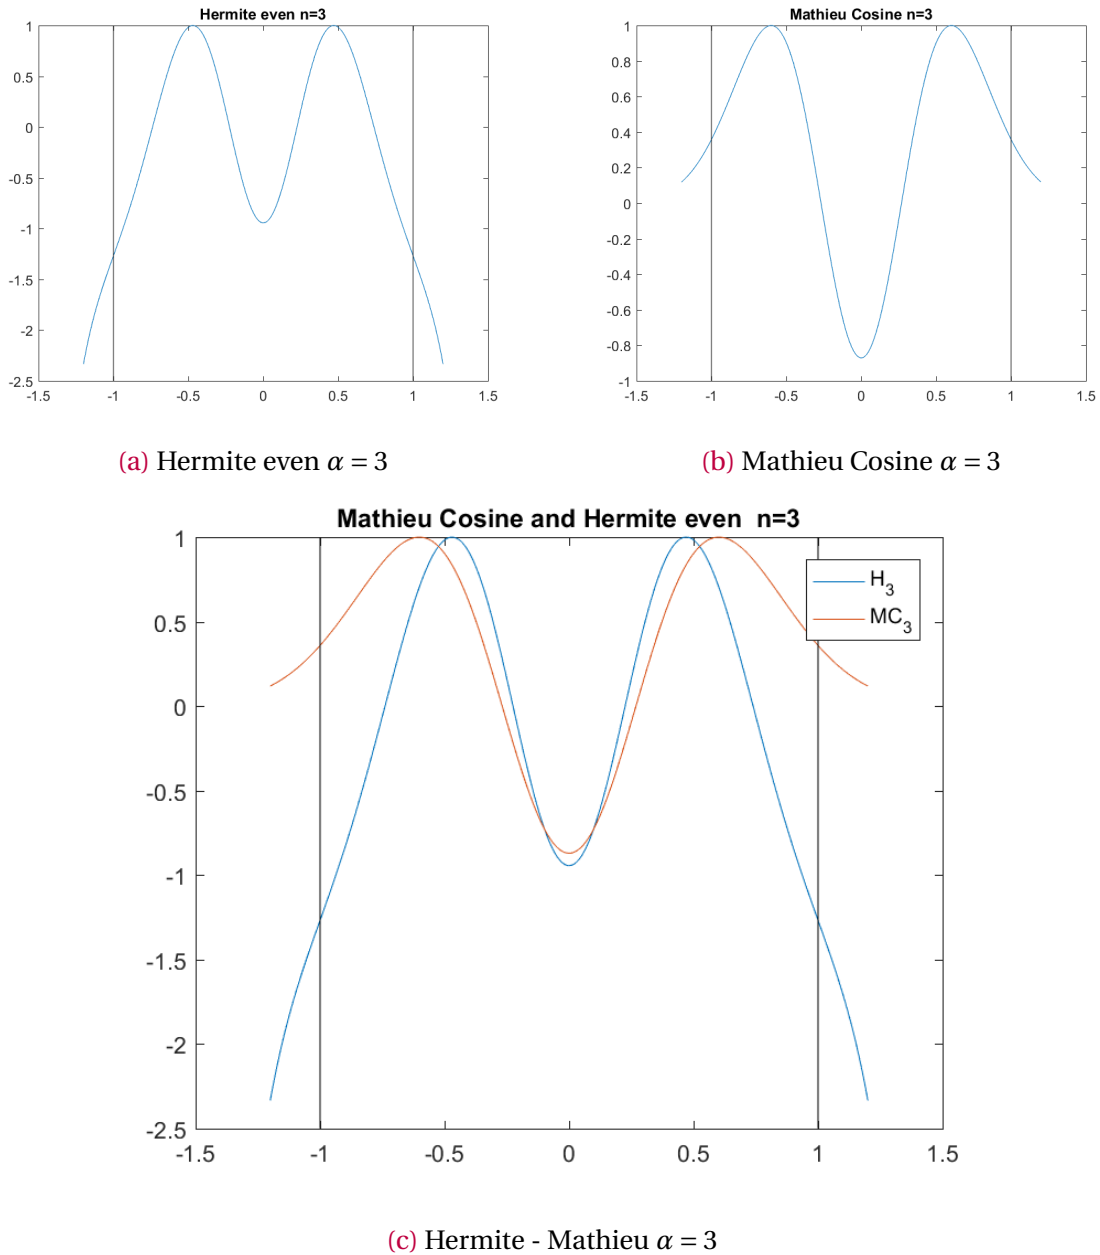 Hermite even n=3
1
0.5
0
-0.5
-1
-1.5
-2
-2.5
-1.5 -1 -0.5 0 0.5 1 1.5
(a) Hermite even α = 3
Mathieu Cosine n=3
1
0.8
0.6
0.4
0.2
0
-0.2
-0.4
-0.6
-0.8
-1
-1.5 -1 -0.5 0 0.5 1 1.5
(b) Mathieu Cosine α = 3
Mathieu Cosine and Hermite even n=3
1
0.5
0
-0.5
-1
-1.5
-2
-2.5
-1.5 -1 -0.5 0 0.5 1 1.5
H3
MC3
(c) Hermite - Mathieu α = 3